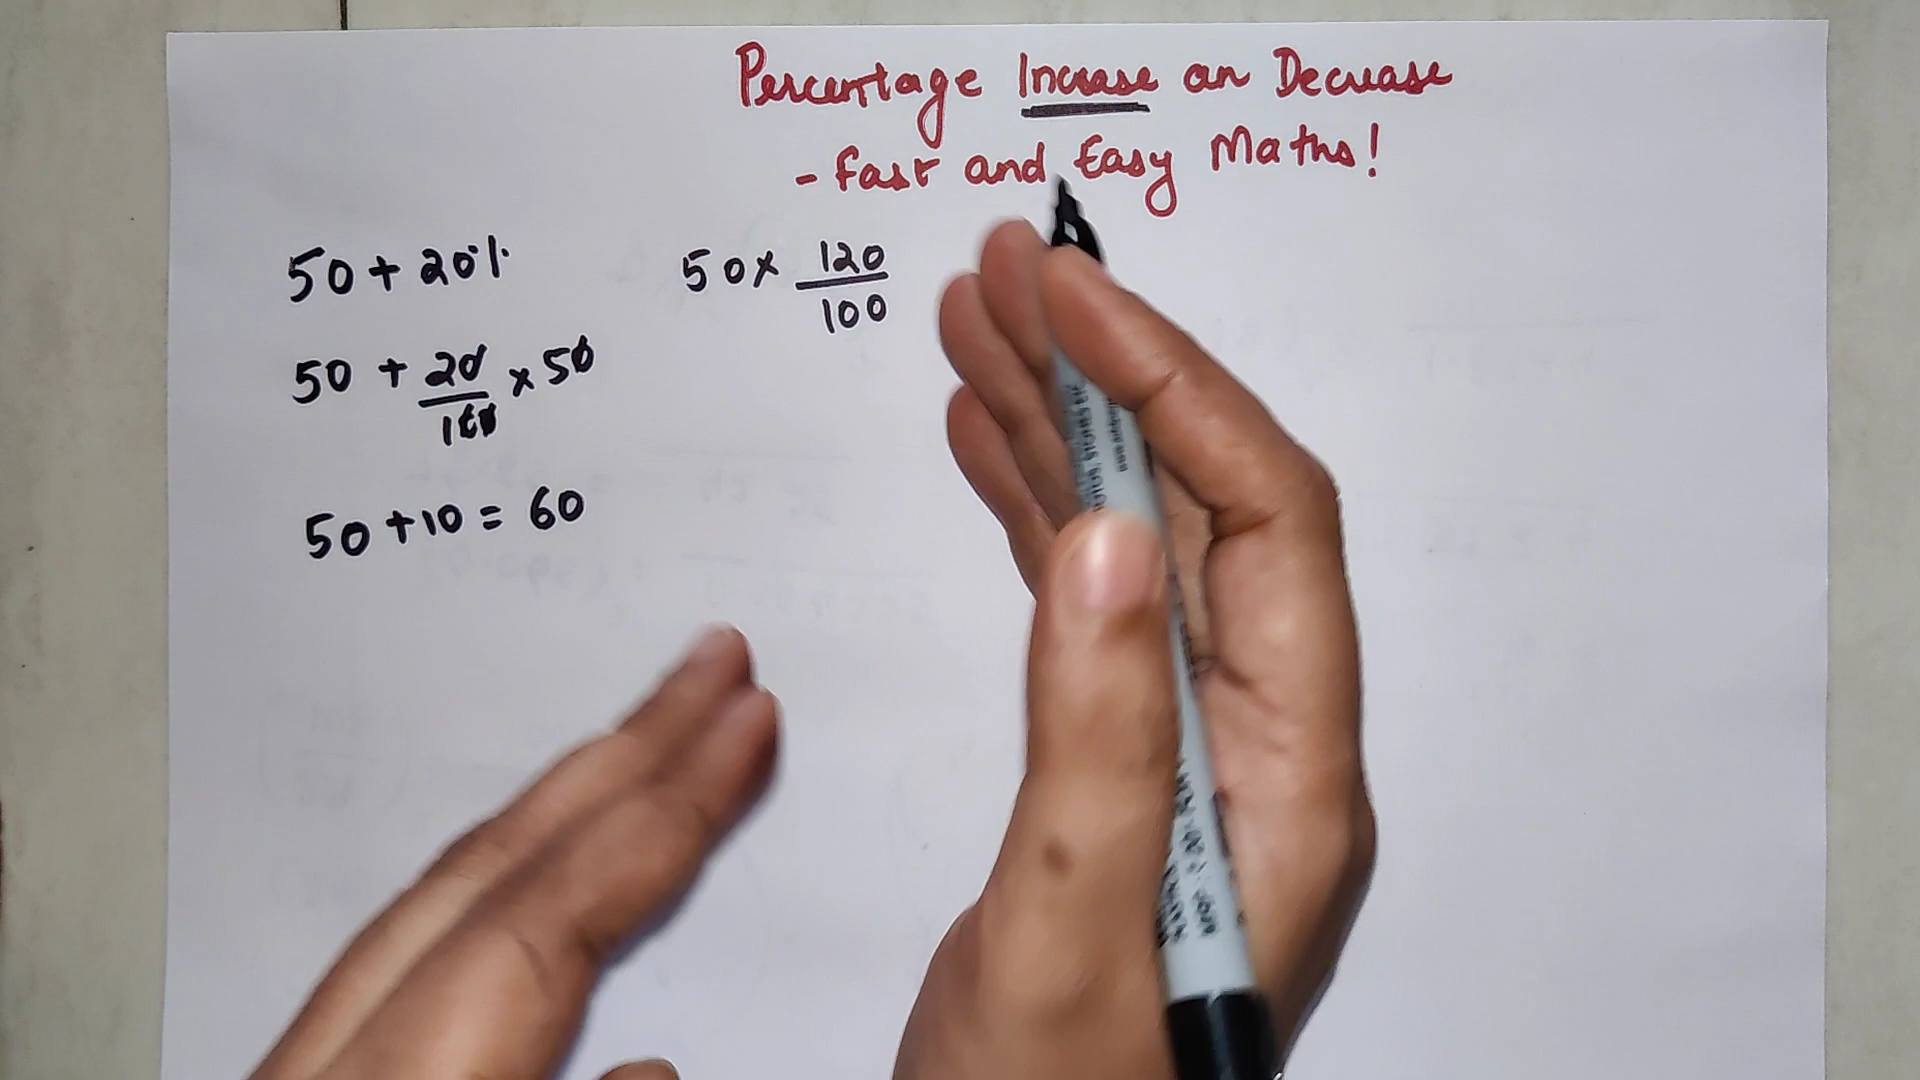 Percentage Increase an Decrease
- Fast and Easy Maths!
50 + 20%
50 + 20/100 × 50
50 + 10 = 60
50 × 120/100